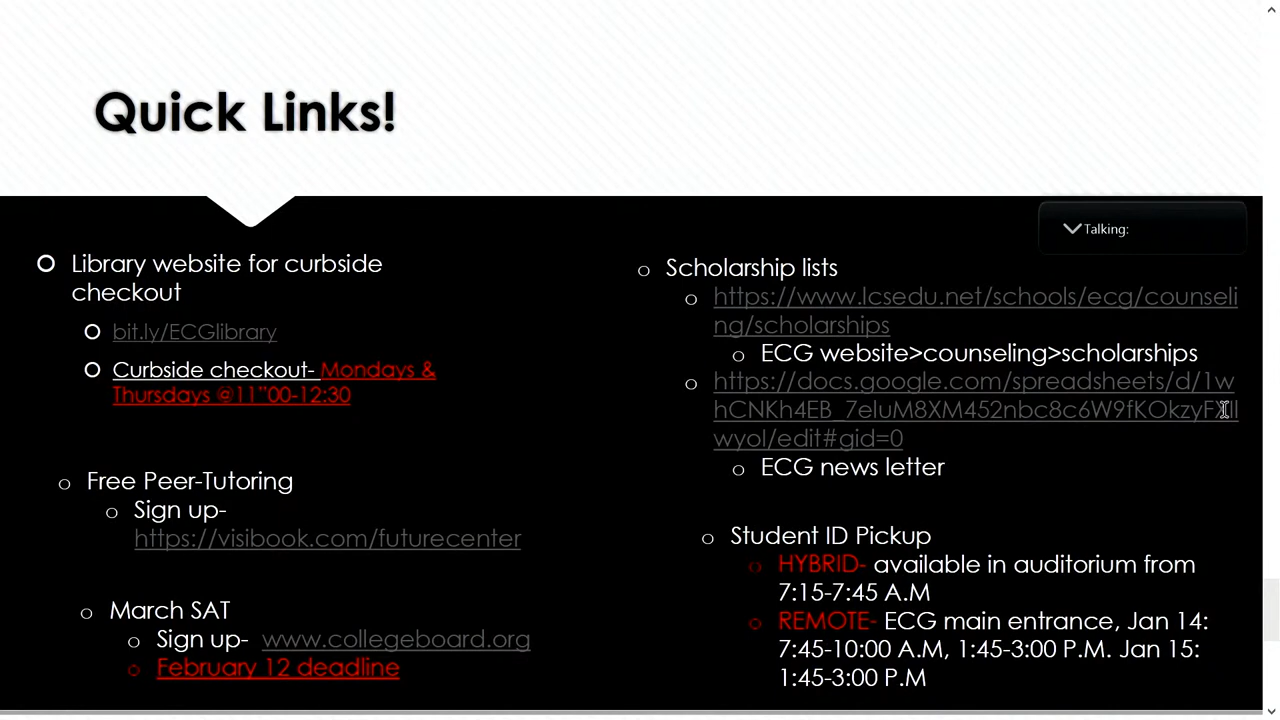 Quick Links!
Talking:
Library website for curbside
checkout
bit.ly/ECGlibrary
Curbside checkout- Mondays &
Thursdays @11"00-12:30
Free Peer-Tutoring
Sign up-
https://visibook.com/futurecenter
March SAT
Sign up- www.collegeboard.org
February 12 deadline
Scholarship lists
https://www.lcsedu.net/schools/ecg/counseli
ng/scholarships
ECG website>counseling>scholarships
https://docs.google.com/spreadsheets/d/1w
wyol/edit#gid=0
ECG news letter
Student ID Pickup
HYBRID- available in auditorium from
7:15-7:45 A.M
REMOTE- ECG main entrance, Jan 14:
7:45-10:00 A.M, 1:45-3:00 P.M. Jan 15:
1:45-3:00 P.M